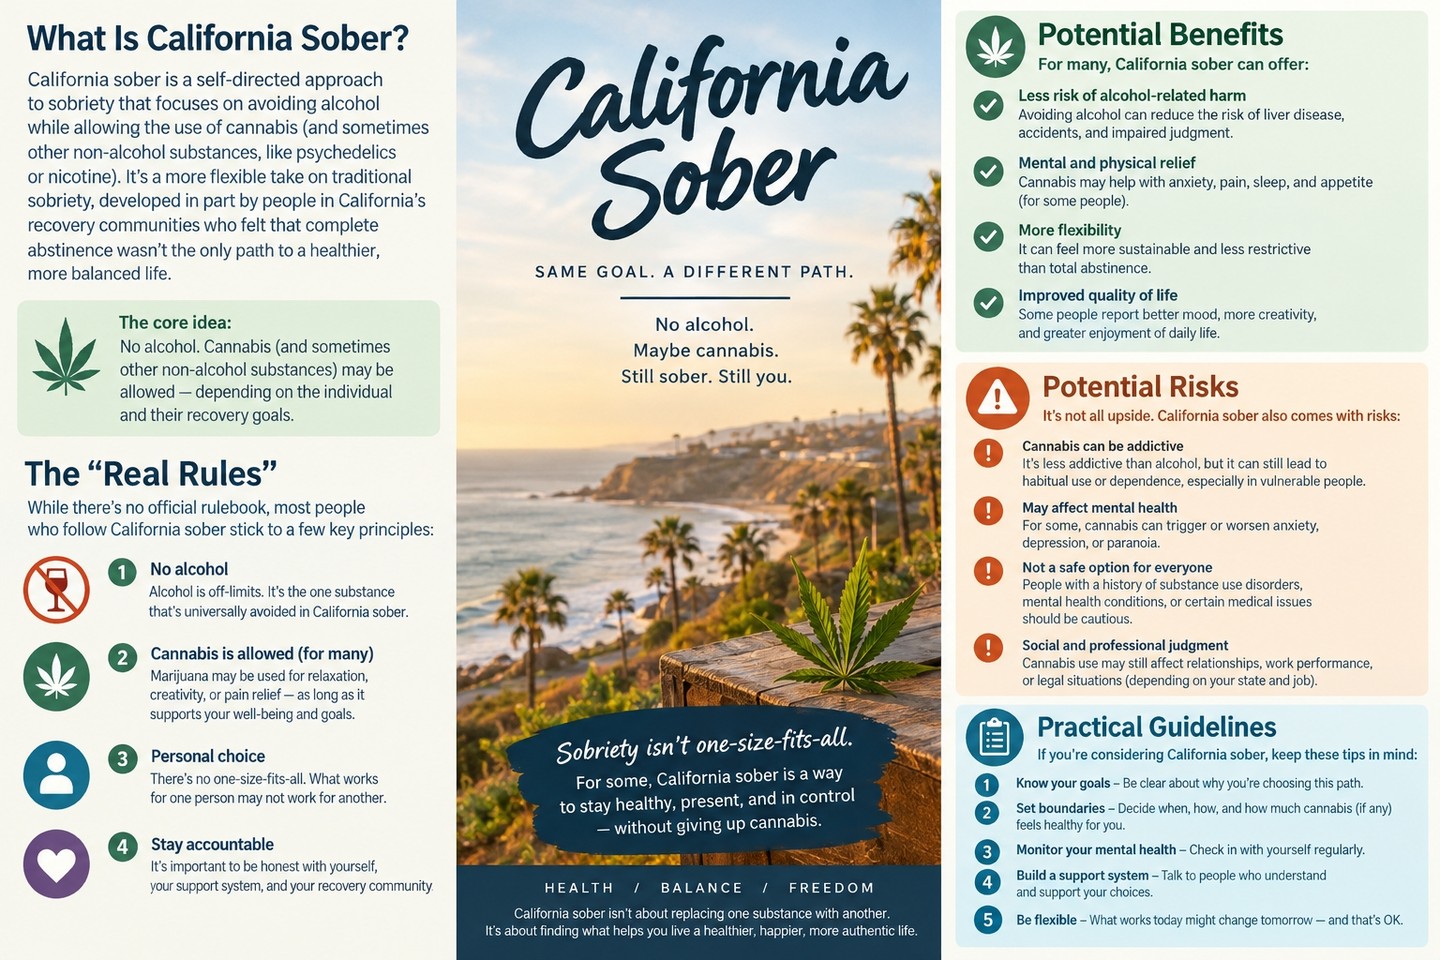 What Is California Sober?
California sober is a self-directed approach
to sobriety that focuses on avoiding alcohol
while allowing the use of cannabis (and sometimes
other non-alcohol substances, like psychedelics
or nicotine). It's a more flexible take on traditional
sobriety, developed in part by people in California's
recovery communities who felt that complete
abstinence wasn't the only path to a healthier,
more balanced life.
The core idea:
No alcohol. Cannabis (and sometimes
other non-alcohol substances) may be
allowed — depending on the individual
and their recovery goals.
The “Real Rules”
While there's no official rulebook, most people
who follow California sober stick to a few key principles:
1 No alcohol
Alcohol is off-limits. It's the one substance
that's universally avoided in California sober.
2 Cannabis is allowed (for many)
Marijuana may be used for relaxation,
creativity, or pain relief — as long as it
supports your well-being and goals.
3 Personal choice
There's no one-size-fits-all. What works
for one person may not work for another.
4 Stay accountable
It's important to be honest with yourself,
your support system, and your recovery community.
California
Sober
SAME GOAL. A DIFFERENT PATH.
No alcohol.
Maybe cannabis.
Still sober. Still you.
Sobriety isn't one-size-fits-all.
For some, California sober is a way
to stay healthy, present, and in control
— without giving up cannabis.
HEALTH / BALANCE / FREEDOM
California sober isn't about replacing one substance with another.
It's about finding what helps you live a healthier, happier, more authentic life.
Potential Benefits
For many, California sober can offer:
Less risk of alcohol-related harm
Avoiding alcohol can reduce the risk of liver disease,
accidents, and impaired judgment.
Mental and physical relief
Cannabis may help with anxiety, pain, sleep, and appetite
(for some people).
More flexibility
It can feel more sustainable and less restrictive
than total abstinence.
Improved quality of life
Some people report better mood, more creativity,
and greater enjoyment of daily life.
Potential Risks
It's not all upside. California sober also comes with risks:
! Cannabis can be addictive
It's less addictive than alcohol, but it can still lead to
habitual use or dependence, especially in vulnerable people.
! May affect mental health
For some, cannabis can trigger or worsen anxiety,
depression, or paranoia.
! Not a safe option for everyone
People with a history of substance use disorders,
mental health conditions, or certain medical issues
should be cautious.
! Social and professional judgment
Cannabis use may still affect relationships, work performance,
or legal situations (depending on your state and job).
Practical Guidelines
If you're considering California sober, keep these tips in mind:
1 Know your goals – Be clear about why you're choosing this path.
2 Set boundaries – Decide when, how, and how much cannabis (if any)
feels healthy for you.
3 Monitor your mental health – Check in with yourself regularly.
4 Build a support system – Talk to people who understand
and support your choices.
5 Be flexible – What works today might change tomorrow — and that's OK.